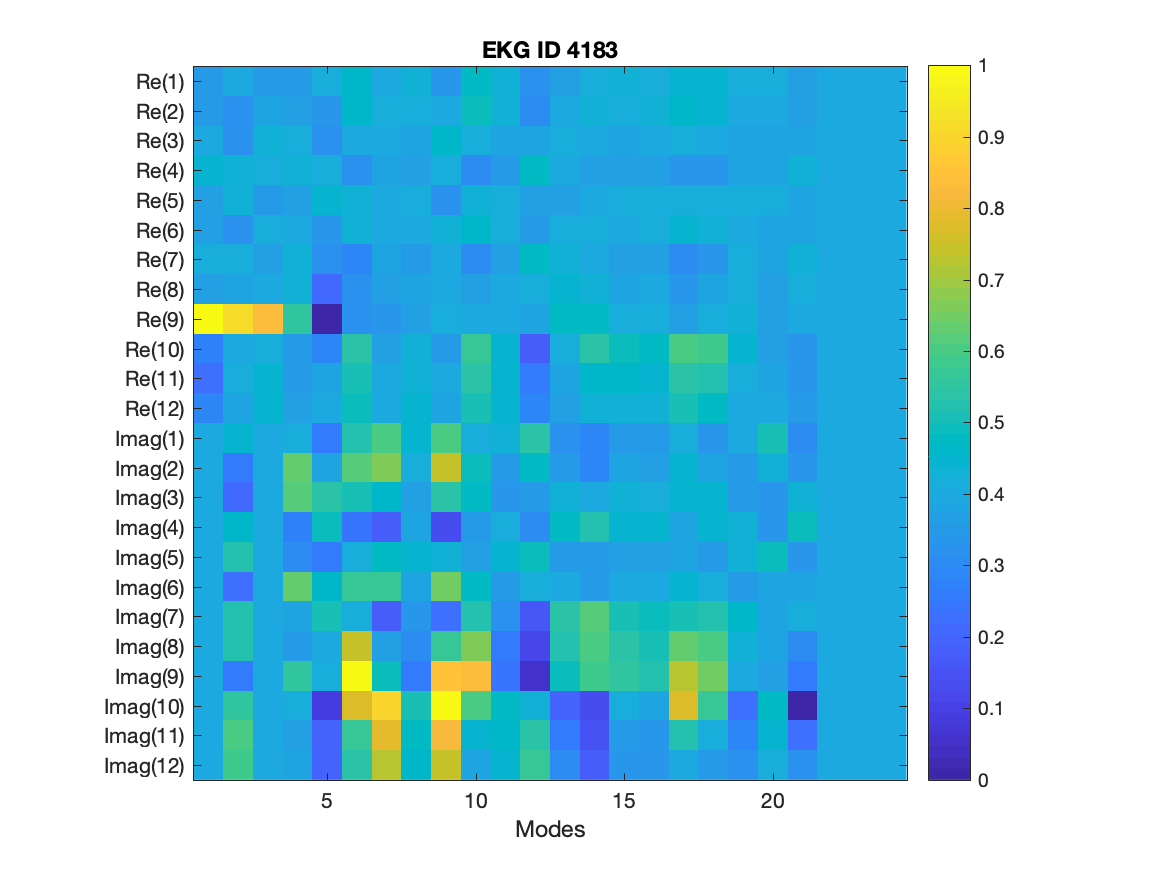 EKG ID 4183
Re(1)
Re(2)
Re(3)
Re(4)
Re(5)
Re(6)
Re(7)
Re(8)
Re(9)
Re(10)
Re(11)
Re(12)
Imag(1)
Imag(2)
Imag(3)
Imag(4)
Imag(5)
Imag(6)
Imag(7)
Imag(8)
Imag(9)
Imag(10)
Imag(11)
Imag(12)
5 10 15 20
Modes
1
0.9
0.8
0.7
0.6
0.5
0.4
0.3
0.2
0.1
0